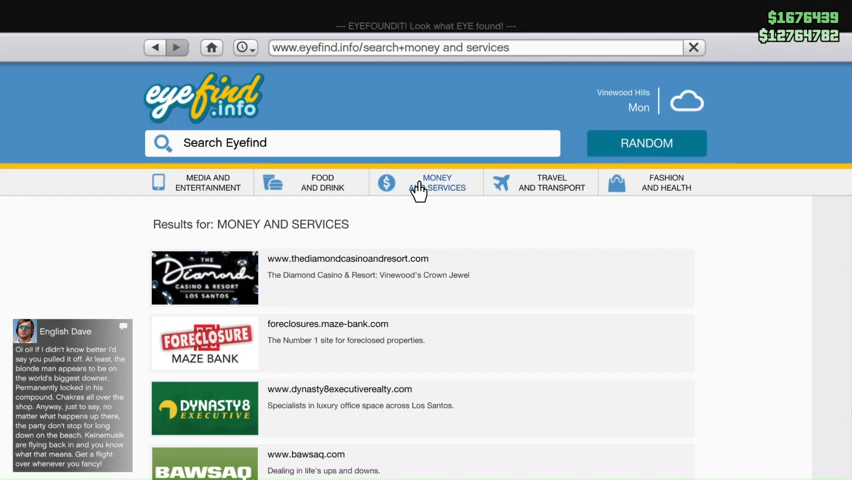 --- EYEFOUNDIT! Look what EYE found! ---
$1676439
$12764782
www.eyefind.info/search+money and services
eyefind
.info
Vinewood Hills
Mon
Search Eyefind
RANDOM
MEDIA AND
ENTERTAINMENT
FOOD
AND DRINK
MONEY
AND SERVICES
TRAVEL
AND TRANSPORT
FASHION
AND HEALTH
Results for: MONEY AND SERVICES
THE
Diamond
CASINO & RESORT
LOS SANTOS
www.thediamondcasinoandresort.com
The Diamond Casino & Resort: Vinewood's Crown Jewel
FORECLOSURE
MAZE BANK
foreclosures.maze-bank.com
The Number 1 site for foreclosed properties.
DYNASTY8
EXECUTIVE
www.dynasty8executiverealty.com
Specialists in luxury office space across Los Santos.
BAWSAQ
www.bawsaq.com
Dealing in life's ups and downs.
English Dave
Oi oi! If I didn't know better I'd
say you pulled it off. At least, the
blonde man appears to be on
the world's biggest downer.
Permanently locked in his
compound. Chakras all over the
shop. Anyway, just to say, no
matter what happens up there,
the party don't stop for long
down on the beach. Keinemusik
are flying back in and you know
what that means. Get a flight
over whenever you fancy!